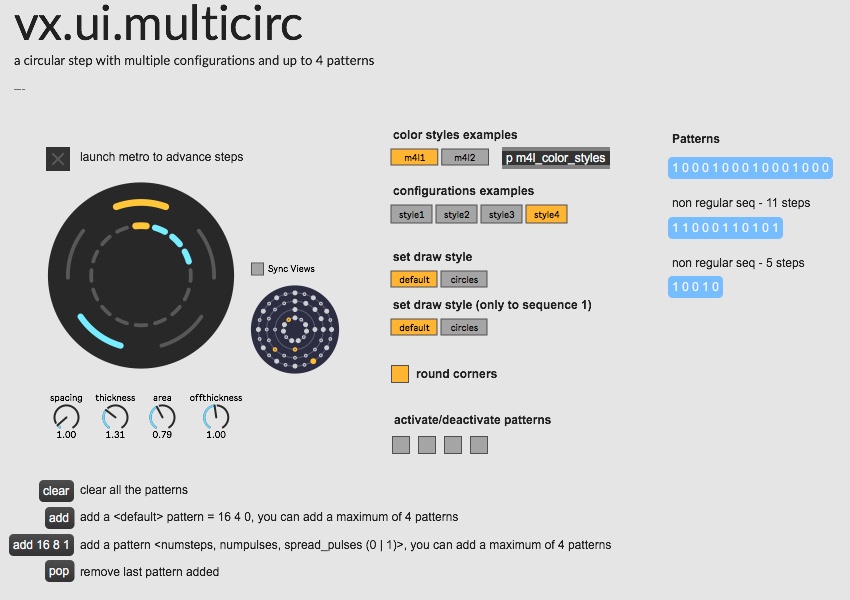 vx.ui.multicirc
a circular step with multiple configurations and up to 4 patterns
—-
launch metro to advance steps
Sync Views
spacing thickness area offthickness
1.00 1.31 0.79 1.00
color styles examples
m4l1 m4l2 p m4l_color_styles
configurations examples
style1 style2 style3 style4
set draw style
default circles
set draw style (only to sequence 1)
default circles
round corners
activate/deactivate patterns
Patterns
1 0 0 0 1 0 0 0 1 0 0 0 1 0 0 0
non regular seq - 11 steps
1 1 0 0 0 1 1 0 1 0 1
non regular seq - 5 steps
1 0 0 1 0
clear clear all the patterns
add add a <default> pattern = 16 4 0, you can add a maximum of 4 patterns
add 16 8 1 add a pattern <numsteps, numpulses, spread_pulses (0 | 1)>, you can add a maximum of 4 patterns
pop remove last pattern added